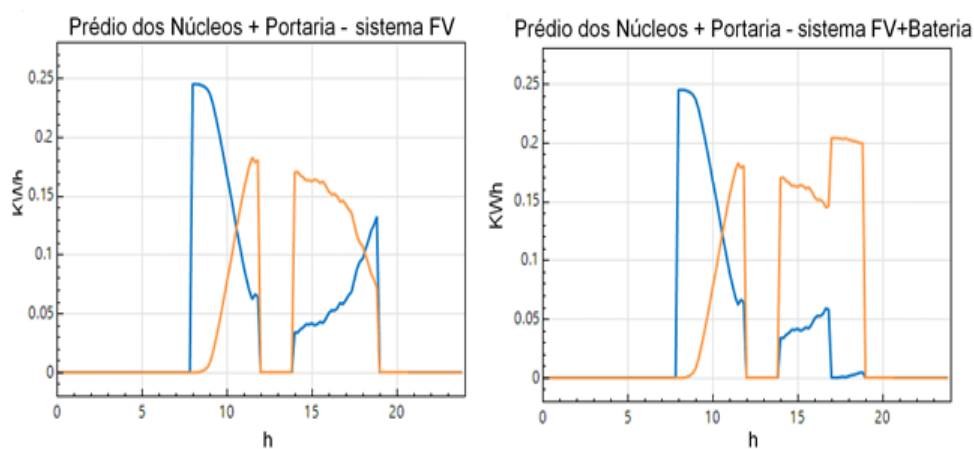 Prédio dos Núcleos + Portaria - sistema FV
0.25
0.2
0.15
0.1
0.05
0
KWh
0 5 10 15 20
h
Prédio dos Núcleos + Portaria - sistema FV+Bateria
0.25
0.2
0.15
0.1
0.05
0
KWh
0 5 10 15 20
h